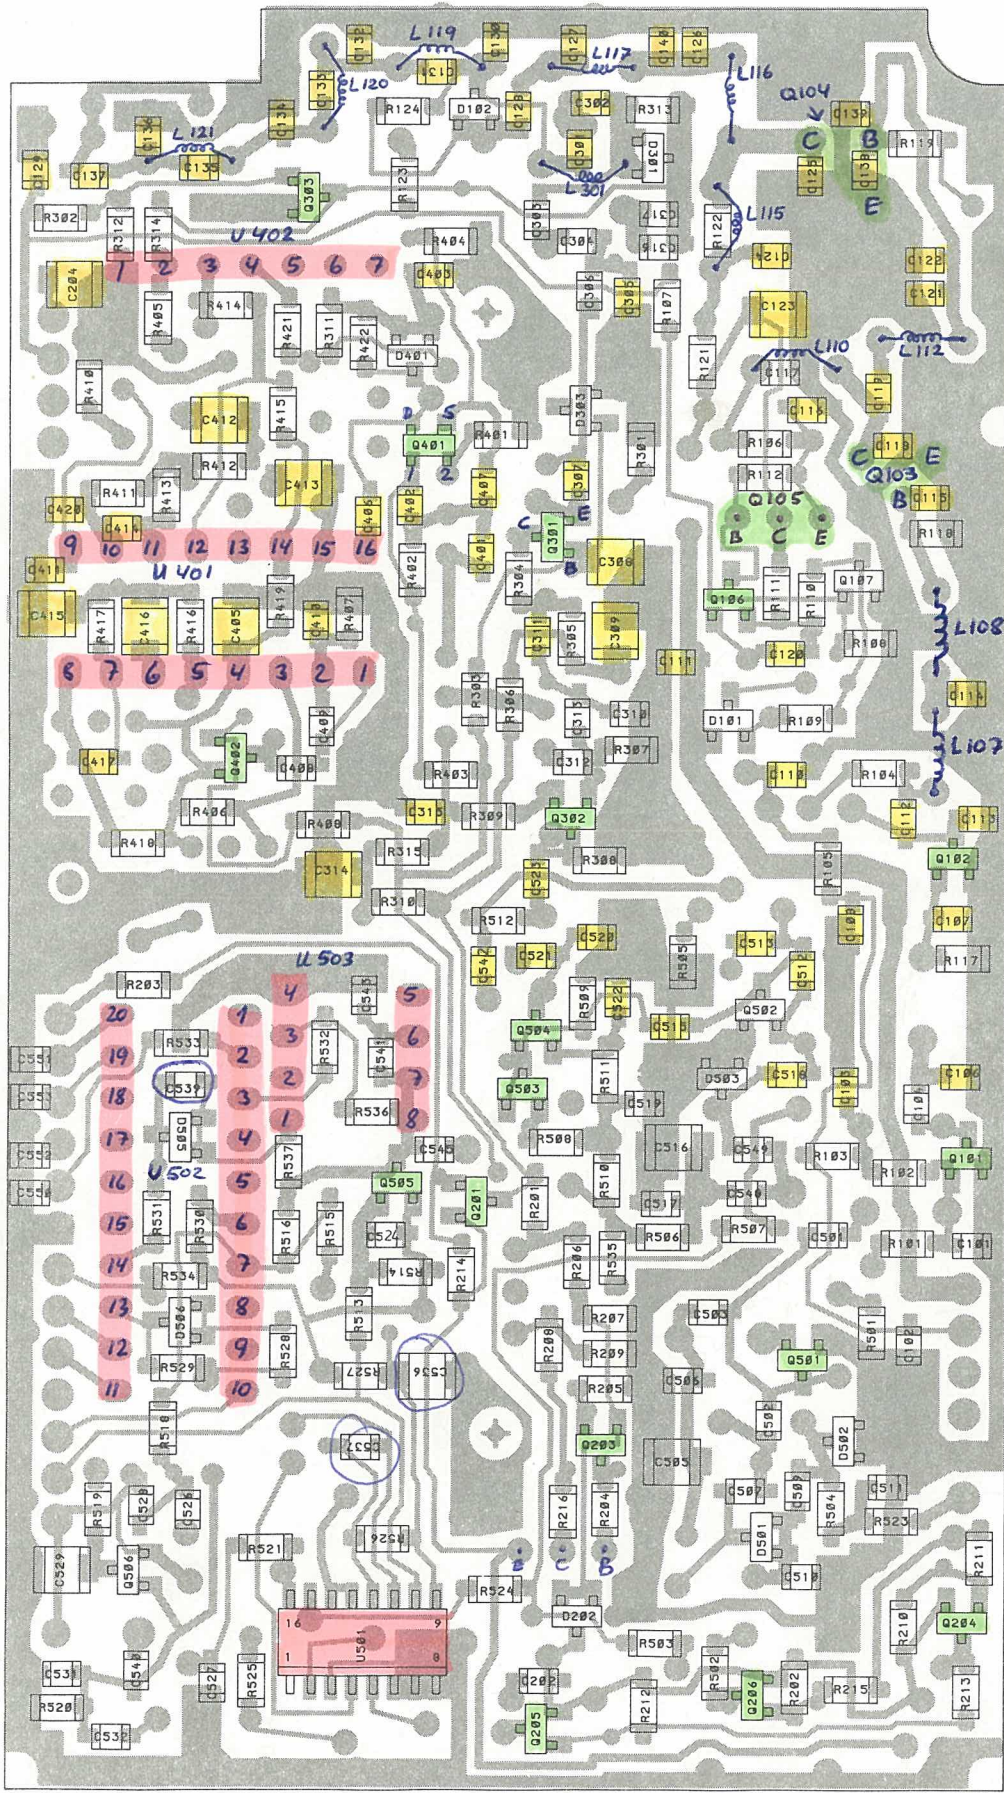 C132 L119 C130 C127 L117 C140 C126
C133 L120 C131 L116 Q104
R124 D102 C128 C302 R313 C139
C136 L121 C134 C301 D301 C B R119
C129 C137 C135 R123 L301 C125 C138 E
R302 Q303 C303 C317 R122 L115
R312 R314 U402 R404 C304 C316
1 2 3 4 5 6 7
C204 C403 C124 C122
R405 R414 C306 C305 R107 C123 C121
R421 R311 R422 D401 R121 L110 L112
R410 C117 C119
R415 D303 C116
C412 D S
Q401 R401 R301 R106 C118
1 2 C E
R412 R112 Q103
R411 R413 C413 C407 C307 Q105 B C115
C420 C414 C402 C406 C E
9 10 11 12 13 14 15 16 Q301 B C E R118
C411 U401 R402 C401 R304 B C308 R111 R110 Q107
C415 R417 C416 R416 C405 R419 C410 R407 C311 R305 C309 Q106 L108
8 7 6 5 4 3 2 1 C111 C120 R108
R303 R306 C313 C310 D101 R109 C114
C409 L107
C417 Q402 C408 R403 C312 R307 C110 R104
R406 R408 C315 R309 Q302 C112 C113
R418 R315 R308 R105 Q102
C314 C523
R310 R512 C108 C107
C520 C513
U503 C542 C521 R505 C512 R117
R203 4 C543 5 R509 C522
20 1 Q504 C515 Q502
R533 3 R532 6
19 2 C541
C551 C539 2 7 Q503 R511 D503 C518 C103 C106
C553 18 3 R536 C519 C104
1 8
17 D505 4 R537 C545 R508 C516 C549 R103 Q101
C552 U502
16 5 Q505 R510 R102
C550 Q201 R201 C517
15 R531 R530 6 R516 R515 C524 R506 R507 C501 R101 C101
14 R534 7 R514 R214 R206 R535
13 D506 8 R513 R207 C503 R501
12 9 R528 R208 R209 C102
R529 R527 C536 R205 C506 Q501
11 10
R518 C537 Q203 C502 D502
C505
R519 C528 C526 R216 R204 C507 C509 R504 C511
R521 R526 R523
C529 Q506 E C B D501 R211
R524 C510
16 9 D202 R210 Q204
U501
1 8 R503
C531 C527 R525 C202 R502 R202
R520 R212 Q206 R215 R213
C532 Q205